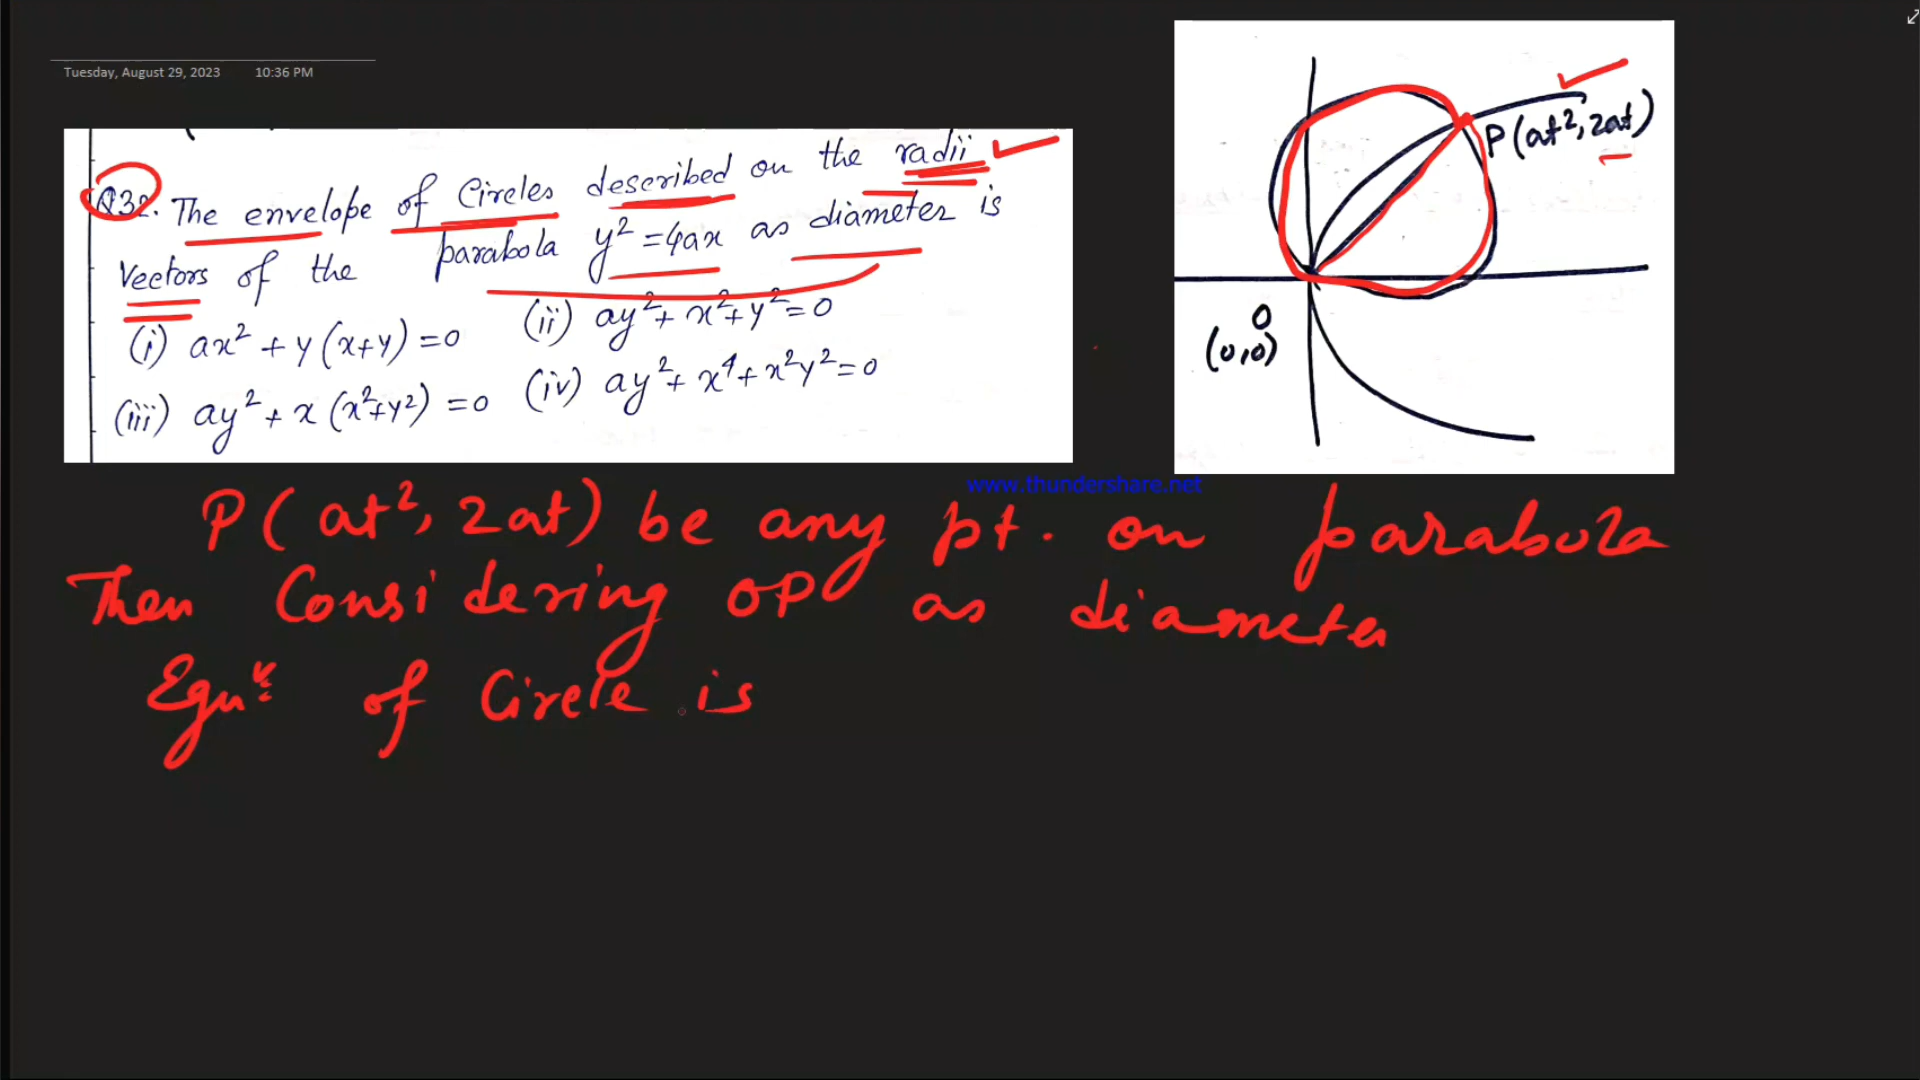 Tuesday, August 29, 2023 10:36 PM
Q32. The envelope of Circles described on the radii
Vectors of the parabola y²=4ax as diameter is
(i) ax² + y(x+y) = 0 (ii) ay² + x² + y² = 0
(iii) ay² + x(x²+y²) = 0 (iv) ay² + x⁴ + x²y² = 0
P(at², 2at)
0
(0,0)
www.thundershare.net
P(at², 2at) be any pt. on parabola
Then Considering OP as diameter
Equⁿ of Circle is